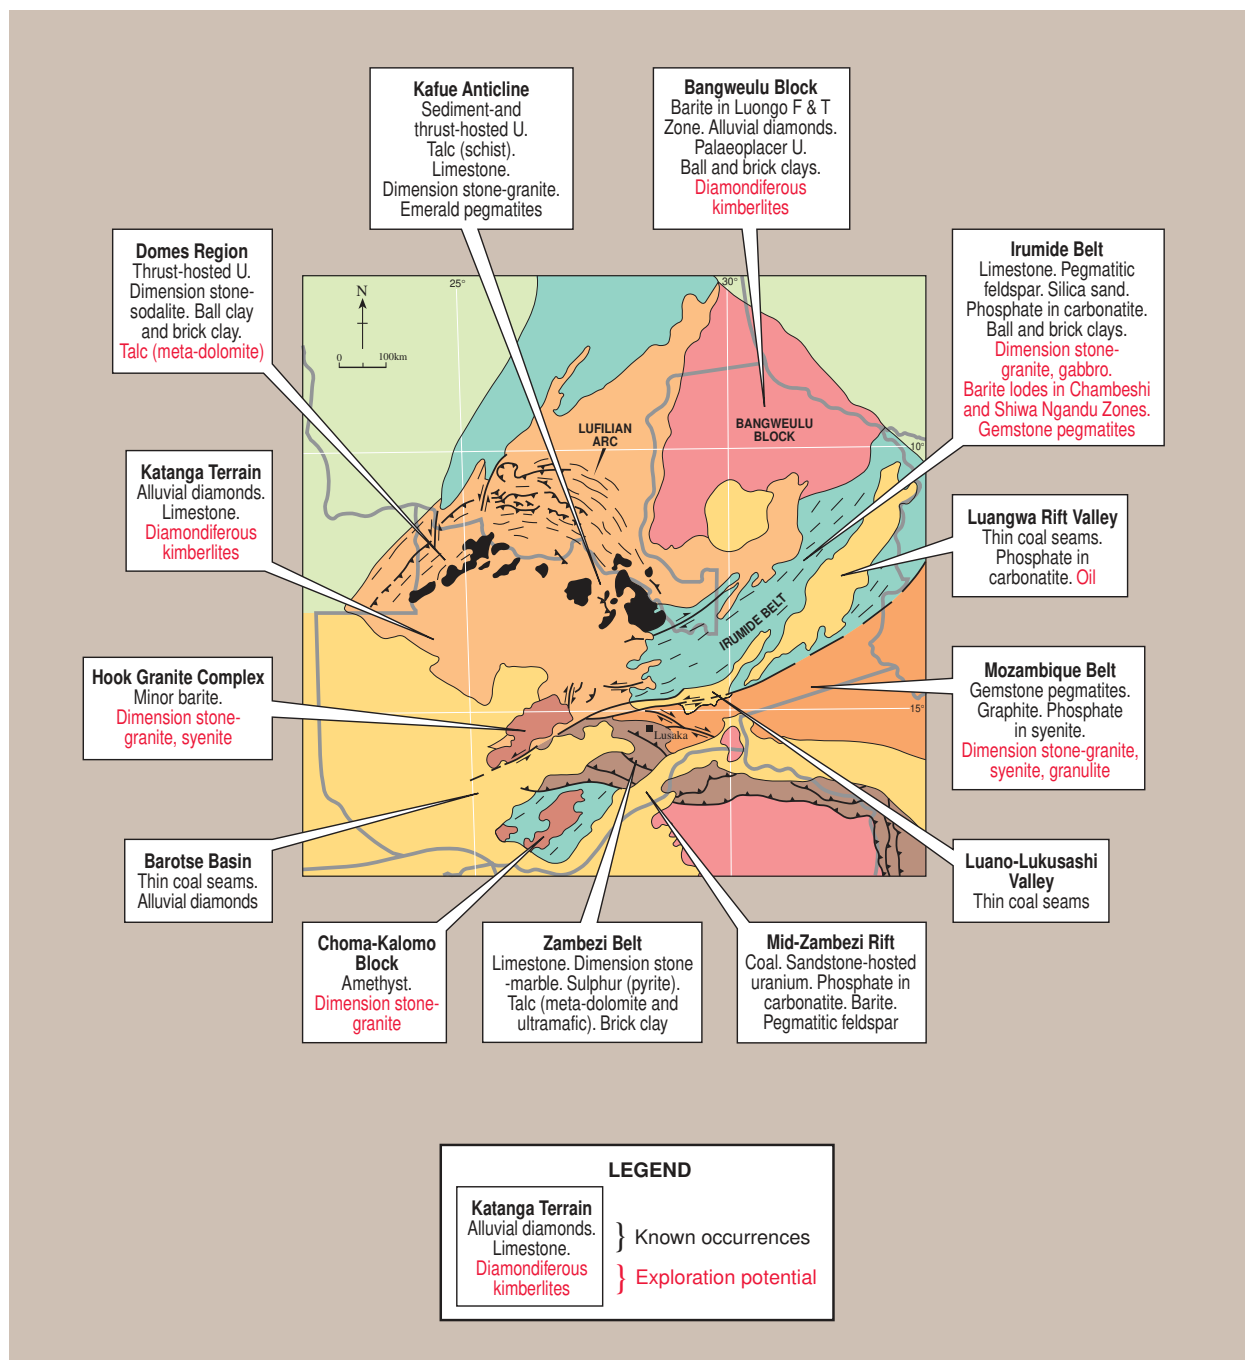 Kafue Anticline
Sediment-and
thrust-hosted U.
Talc (schist).
Limestone.
Dimension stone-granite.
Emerald pegmatites
Bangweulu Block
Barite in Luongo F & T
Zone. Alluvial diamonds.
Palaeoplacer U.
Ball and brick clays.
Diamondiferous
kimberlites
Domes Region
Thrust-hosted U.
Dimension stone-
sodalite. Ball clay
and brick clay.
Talc (meta-dolomite)
Irumide Belt
Limestone. Pegmatitic
feldspar. Silica sand.
Phosphate in carbonatite.
Ball and brick clays.
Dimension stone-
granite, gabbro.
Barite lodes in Chambeshi
and Shiwa Ngandu Zones.
Gemstone pegmatites
Katanga Terrain
Alluvial diamonds.
Limestone.
Diamondiferous
kimberlites
Luangwa Rift Valley
Thin coal seams.
Phosphate in
carbonatite. Oil
Hook Granite Complex
Minor barite.
Dimension stone-
granite, syenite
Mozambique Belt
Gemstone pegmatites.
Graphite. Phosphate
in syenite.
Dimension stone-granite,
syenite, granulite
Barotse Basin
Thin coal seams.
Alluvial diamonds
Luano-Lukusashi
Valley
Thin coal seams
Choma-Kalomo
Block
Amethyst.
Dimension stone-
granite
Zambezi Belt
Limestone. Dimension stone
-marble. Sulphur (pyrite).
Talc (meta-dolomite and
ultramafic). Brick clay
Mid-Zambezi Rift
Coal. Sandstone-hosted
uranium. Phosphate in
carbonatite. Barite.
Pegmatitic feldspar
25°
30°
N
0 100km
LUFILIAN
ARC
BANGWEULU
BLOCK
10°
IRUMIDE BELT
15°
Lusaka
LEGEND
Katanga Terrain
Alluvial diamonds.
Limestone.
Diamondiferous
kimberlites
} Known occurrences
} Exploration potential